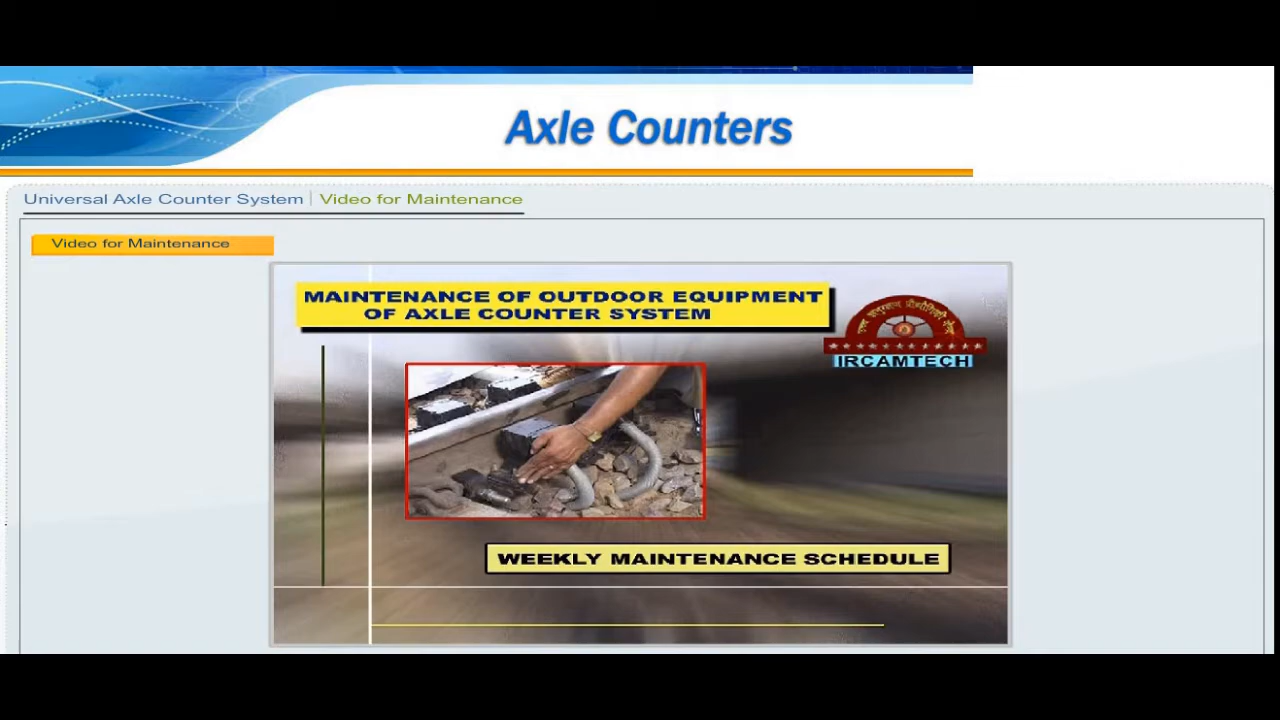 Axle Counters
Universal Axle Counter System | Video for Maintenance
Video for Maintenance
MAINTENANCE OF OUTDOOR EQUIPMENT
OF AXLE COUNTER SYSTEM
IRCAMTECH
WEEKLY MAINTENANCE SCHEDULE